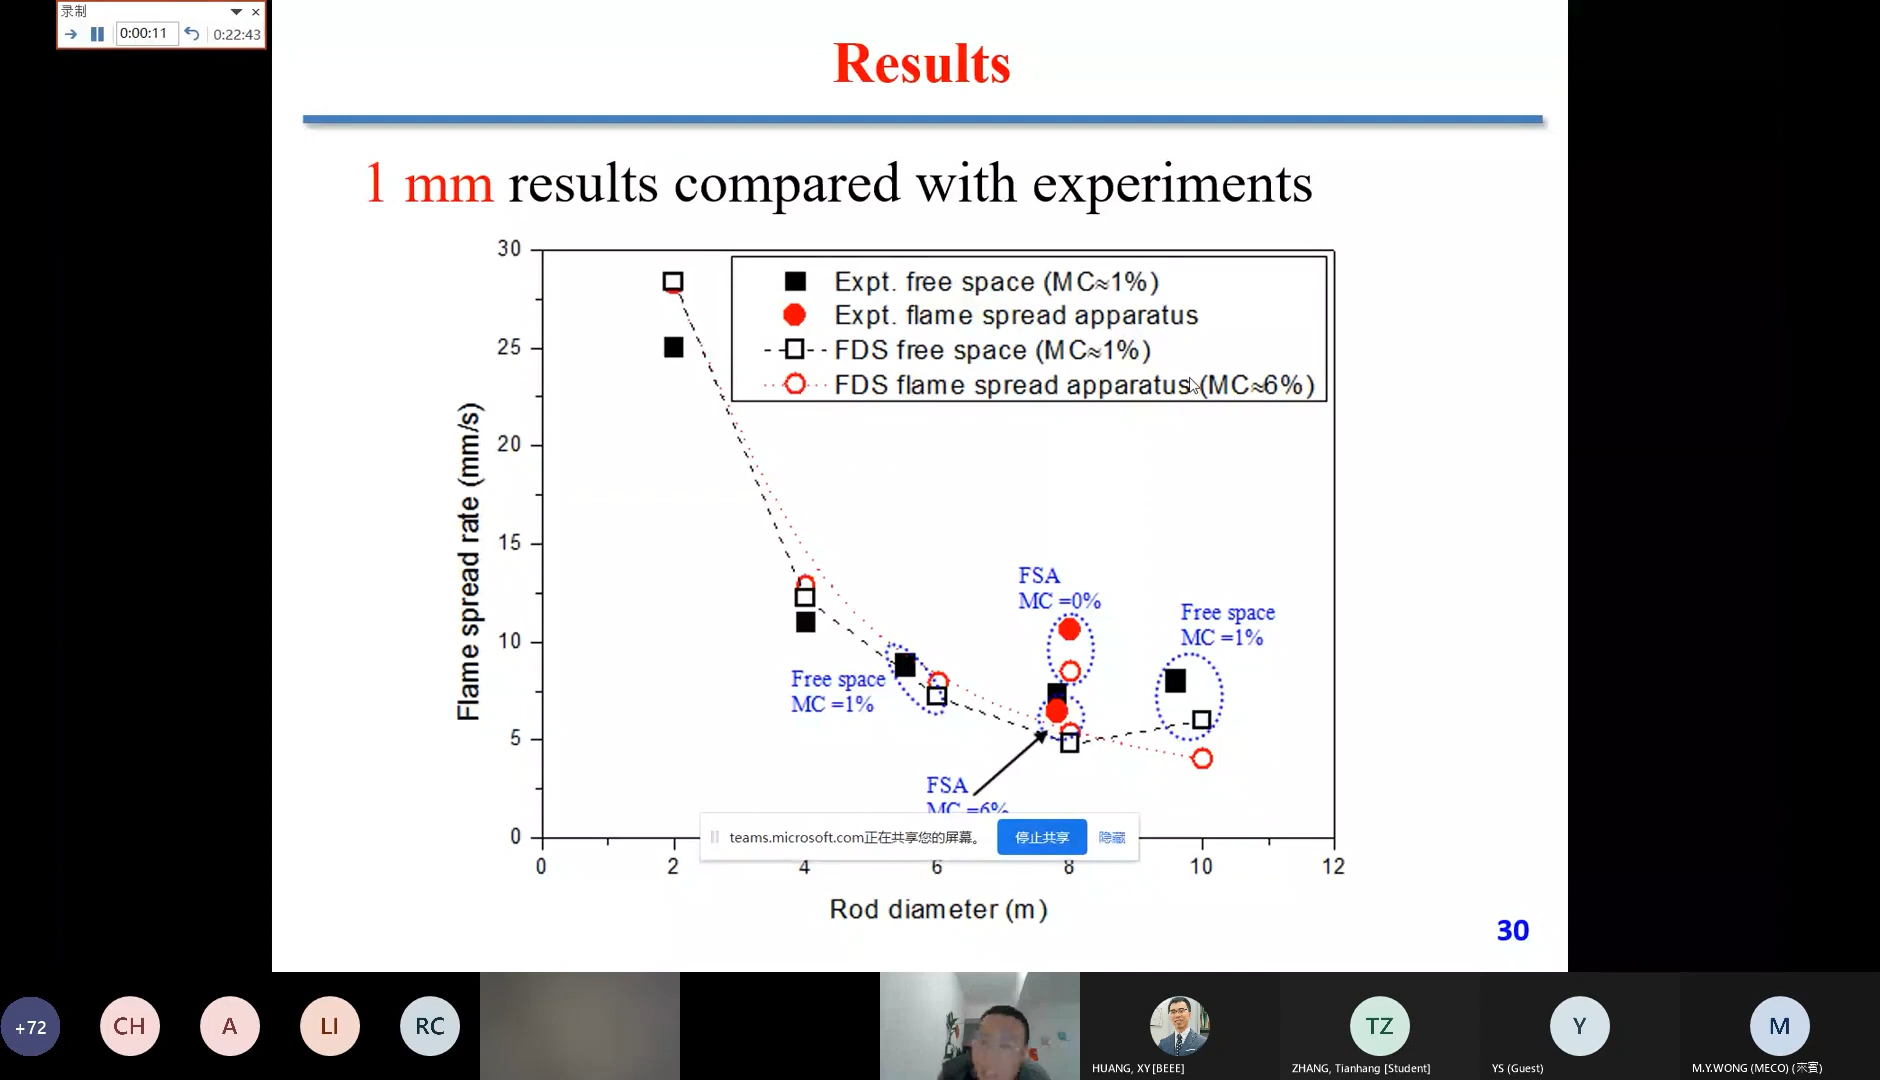 录制
0:00:11
0:22:43
Results
1 mm results compared with experiments
Expt. free space (MC≈1%)
Expt. flame spread apparatus
FDS free space (MC≈1%)
FDS flame spread apparatus (MC≈6%)
30
25
20
15
10
5
0
Flame spread rate (mm/s)
FSA
MC =0%
Free space
MC =1%
Free space
MC =1%
FSA
MC =6%
teams.microsoft.com正在共享您的屏幕。
停止共享
隐藏
0 2 4 6 8 10 12
Rod diameter (m)
30
+72
CH
A
LI
RC
TZ
Y
M
HUANG, XY [BEEE]
ZHANG, Tianhang [Student]
YS (Guest)
M.Y.WONG (MECO)